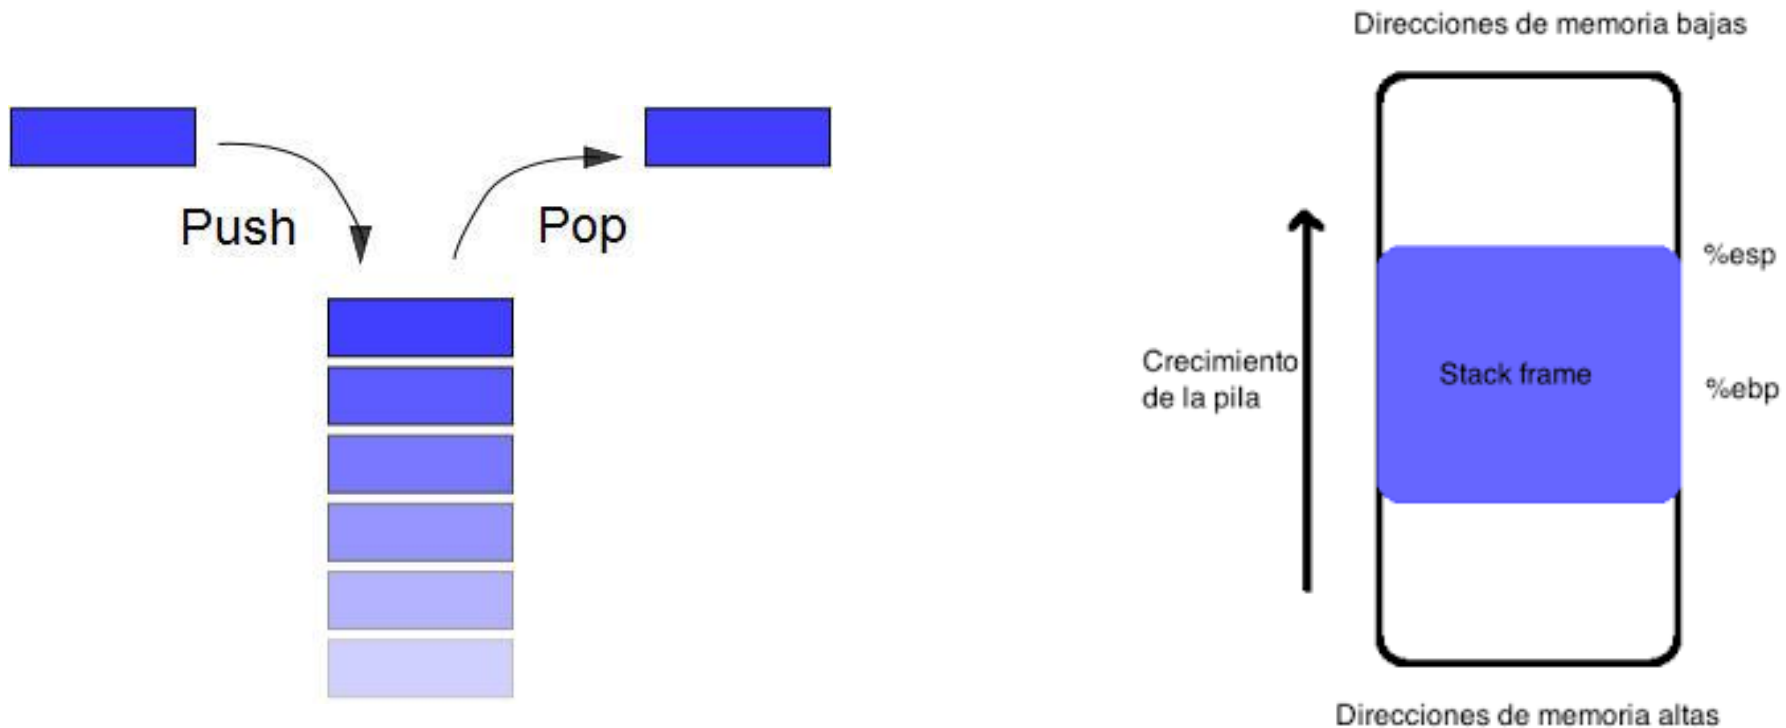 Push
Pop
Direcciones de memoria bajas
%esp
Crecimiento
de la pila
Stack frame
%ebp
Direcciones de memoria altas